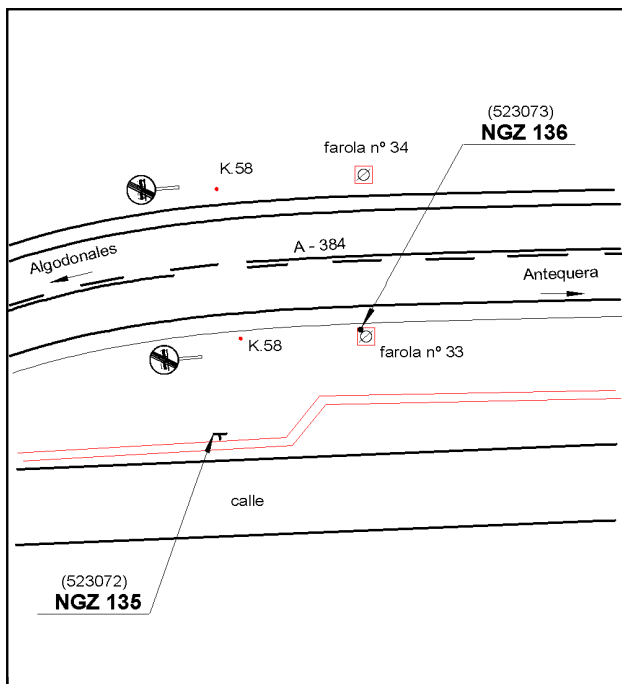 (523073)
NGZ 136
farola nº 34
K.58
A - 384
Algodonales
Antequera
K.58
farola nº 33
calle
(523072)
NGZ 135